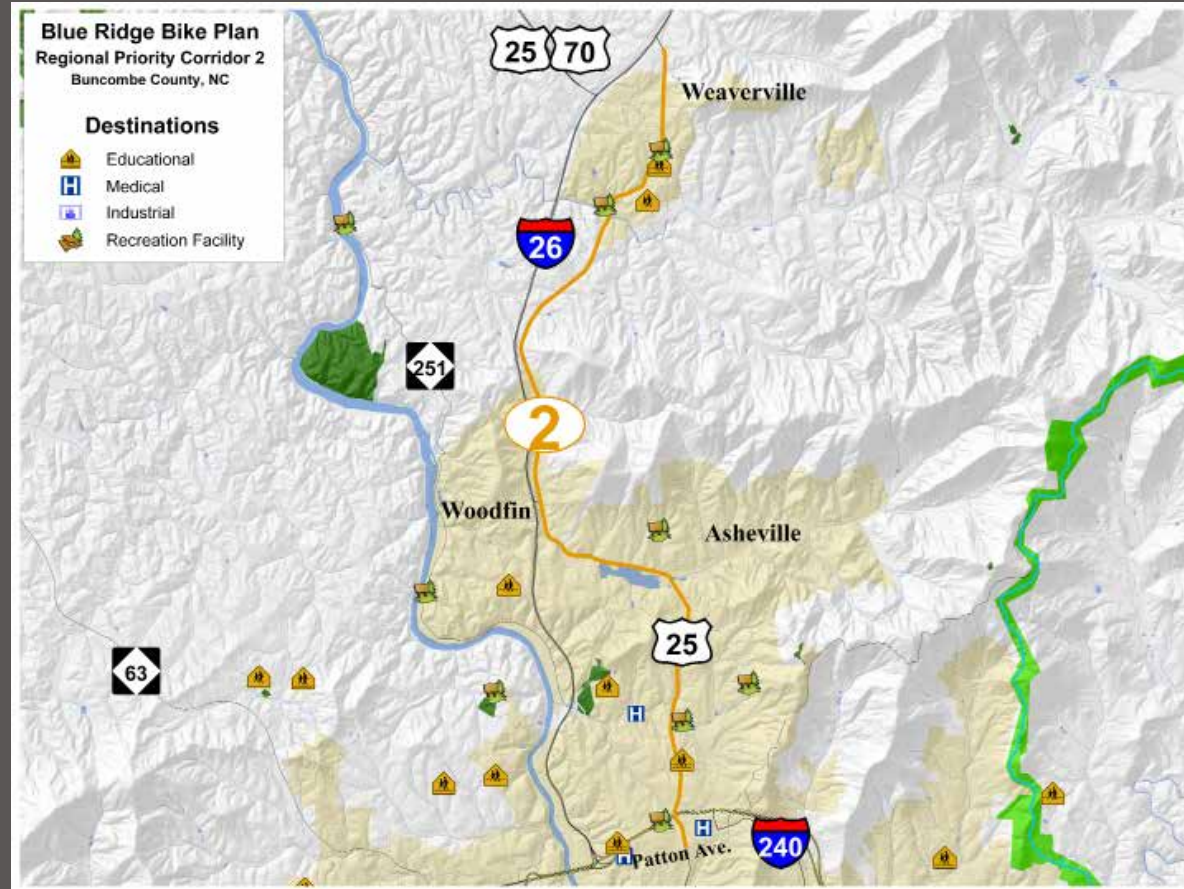 Blue Ridge Bike Plan
Regional Priority Corridor 2
Buncombe County, NC
Destinations
Educational
H Medical
Industrial
Recreation Facility
25 70
Weaverville
26
251
2
Woodfin
Asheville
25
63
H
H
H
Patton Ave.
240